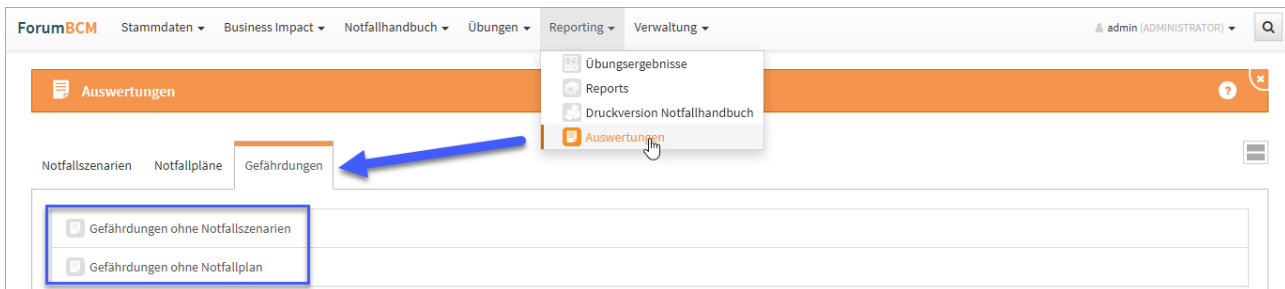 ForumBCM Stammdaten Business Impact Notfallhandbuch Übungen Reporting Verwaltung admin (ADMINISTRATOR)
Übungsergebnisse
Reports
Druckversion Notfallhandbuch
Auswertungen
Auswertungen ?
Notfallszenarien Notfallpläne Gefährdungen
Gefährdungen ohne Notfallszenarien
Gefährdungen ohne Notfallplan